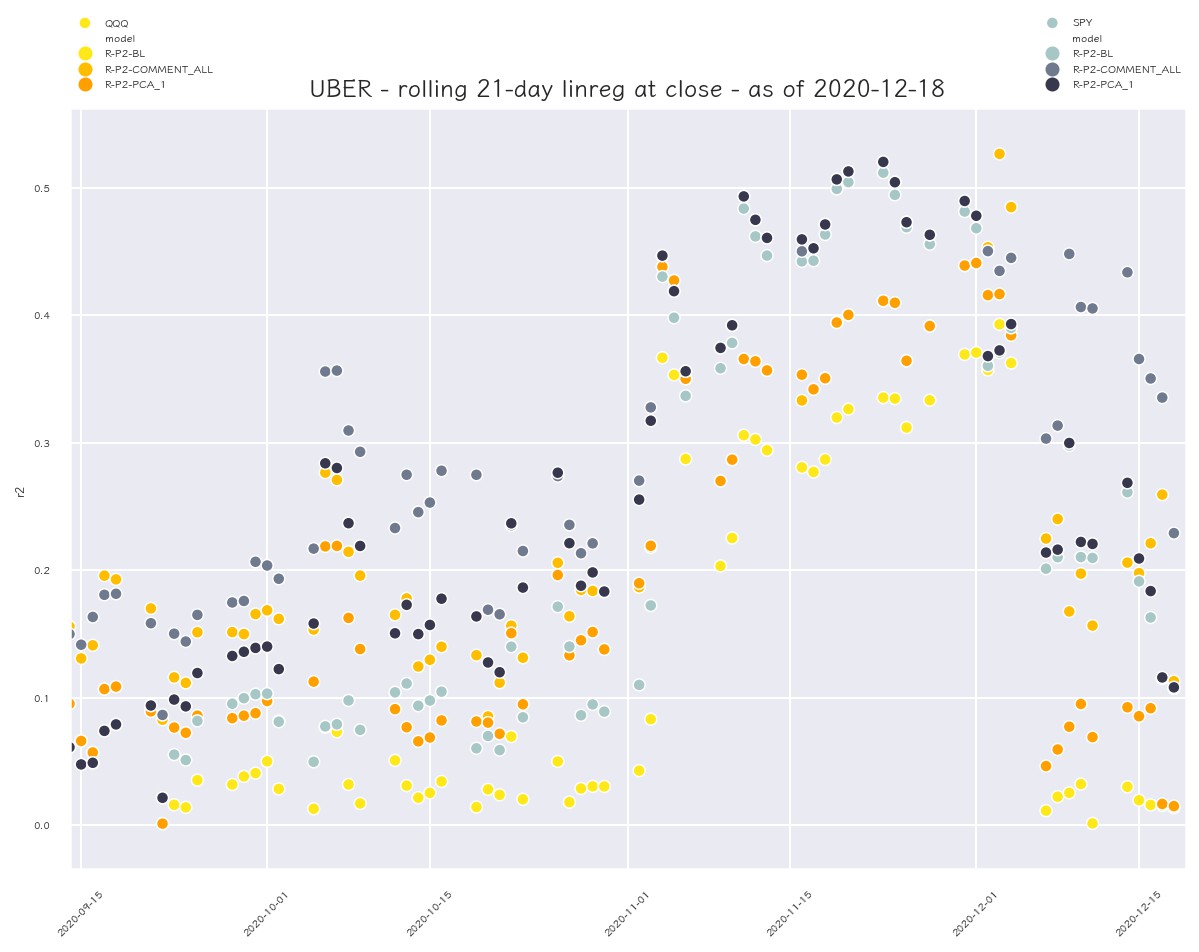 QQQ
model
R-P2-BL
R-P2-COMMENT_ALL
R-P2-PCA_1
SPY
model
R-P2-BL
R-P2-COMMENT_ALL
R-P2-PCA_1
UBER - rolling 21-day linreg at close - as of 2020-12-18
r2
0.5
0.4
0.3
0.2
0.1
0.0
2020-09-15
2020-10-01
2020-10-15
2020-11-01
2020-11-15
2020-12-01
2020-12-15